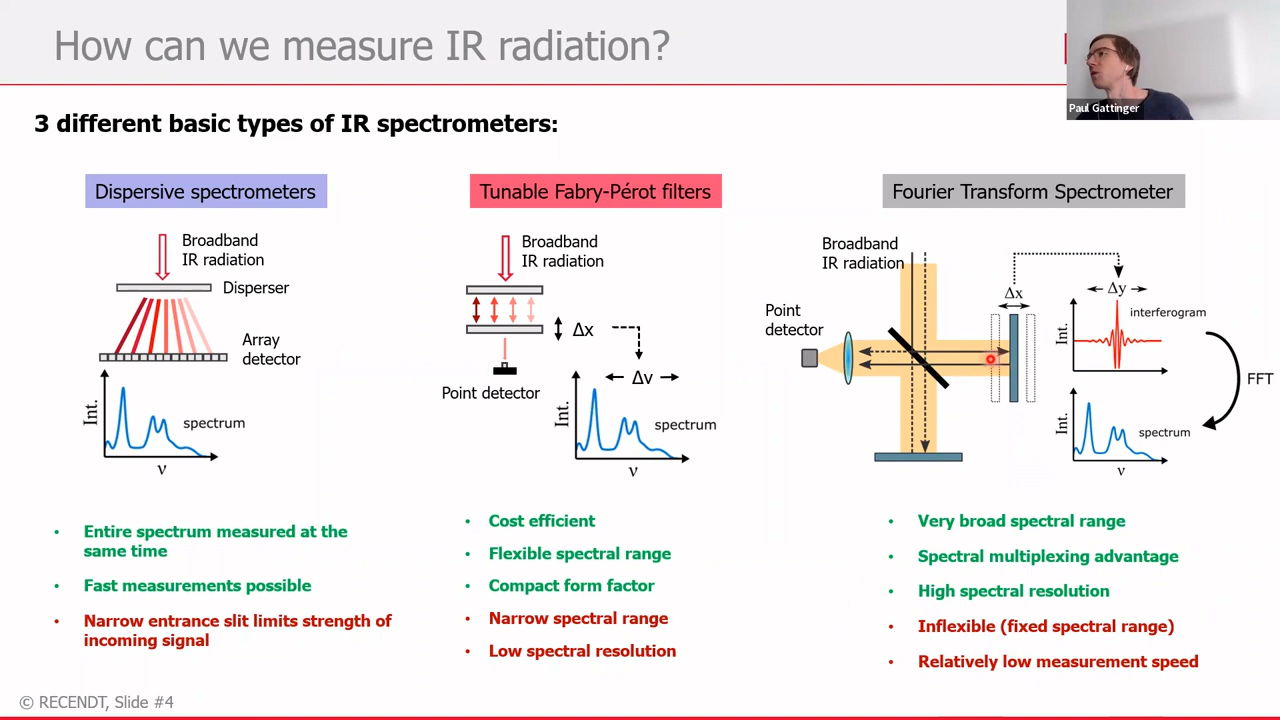 How can we measure IR radiation?
Paul Gattinger
3 different basic types of IR spectrometers:
Dispersive spectrometers
Broadband
IR radiation
Disperser
Array
detector
Int.
spectrum
ν
Entire spectrum measured at the
same time
Fast measurements possible
Narrow entrance slit limits strength of
incoming signal
Tunable Fabry-Pérot filters
Broadband
IR radiation
Δx
Point detector
Δν
Int.
spectrum
ν
Cost efficient
Flexible spectral range
Compact form factor
Narrow spectral range
Low spectral resolution
Fourier Transform Spectrometer
Broadband
IR radiation
Point
detector
Δx
Δy
Int.
interferogram
FFT
Int.
spectrum
ν
Very broad spectral range
Spectral multiplexing advantage
High spectral resolution
Inflexible (fixed spectral range)
Relatively low measurement speed
© RECENDT, Slide #4